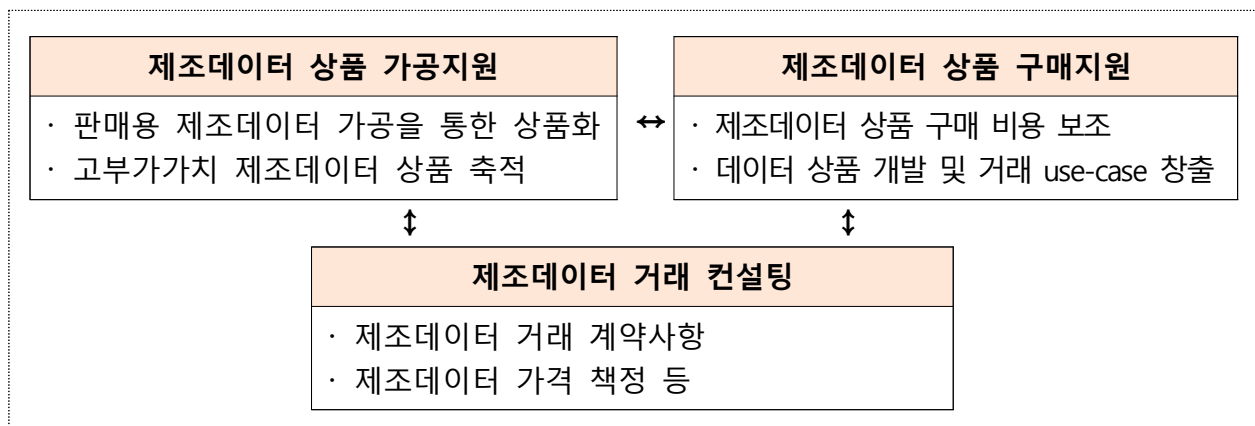 제조데이터 상품 가공지원
· 판매용 제조데이터 가공을 통한 상품화
· 고부가가치 제조데이터 상품 축적
↔
제조데이터 상품 구매지원
· 제조데이터 상품 구매 비용 보조
· 데이터 상품 개발 및 거래 use-case 창출
↕ ↕
제조데이터 거래 컨설팅
· 제조데이터 거래 계약사항
· 제조데이터 가격 책정 등